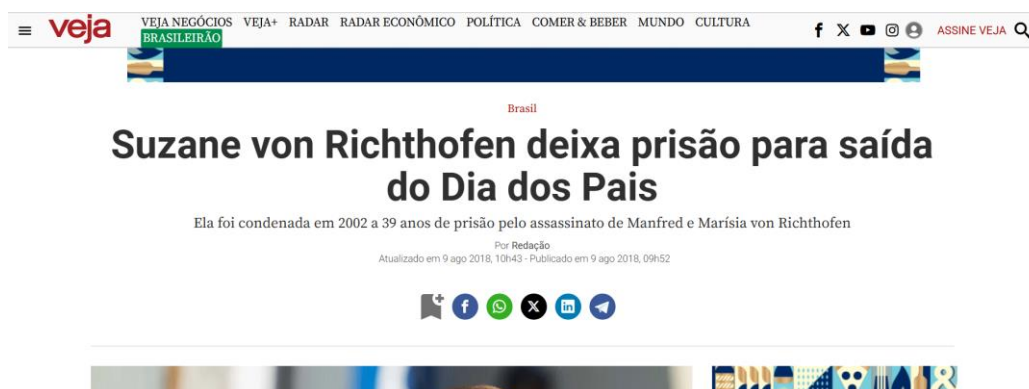 veja
VEJA NEGÓCIOS VEJA+ RADAR RADAR ECONÔMICO POLÍTICA COMER & BEBER MUNDO CULTURA
BRASILEIRÃO
ASSINE VEJA
Brasil
Suzane von Richthofen deixa prisão para saída
do Dia dos Pais
Ela foi condenada em 2002 a 39 anos de prisão pelo assassinato de Manfred e Marísia von Richthofen
Por Redação
Atualizado em 9 ago 2018, 10h43 - Publicado em 9 ago 2018, 09h52